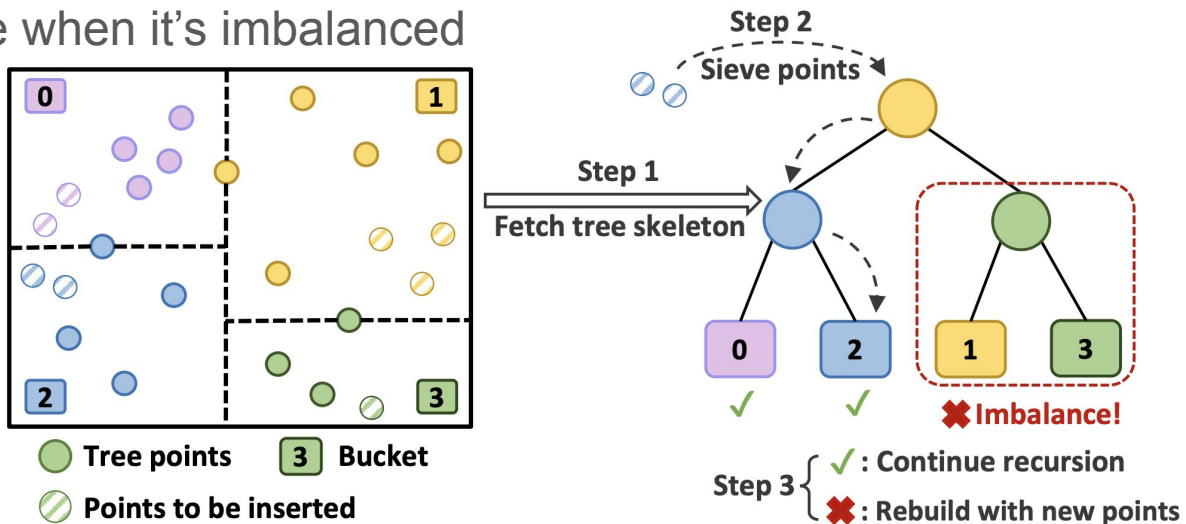 e when it's imbalanced
0
1
2
3
Tree points
3 Bucket
Points to be inserted
Step 1
Fetch tree skeleton
Step 2
Sieve points
0
2
1
3
✓
✓
✖ Imbalance!
Step 3
✓: Continue recursion
✖: Rebuild with new points